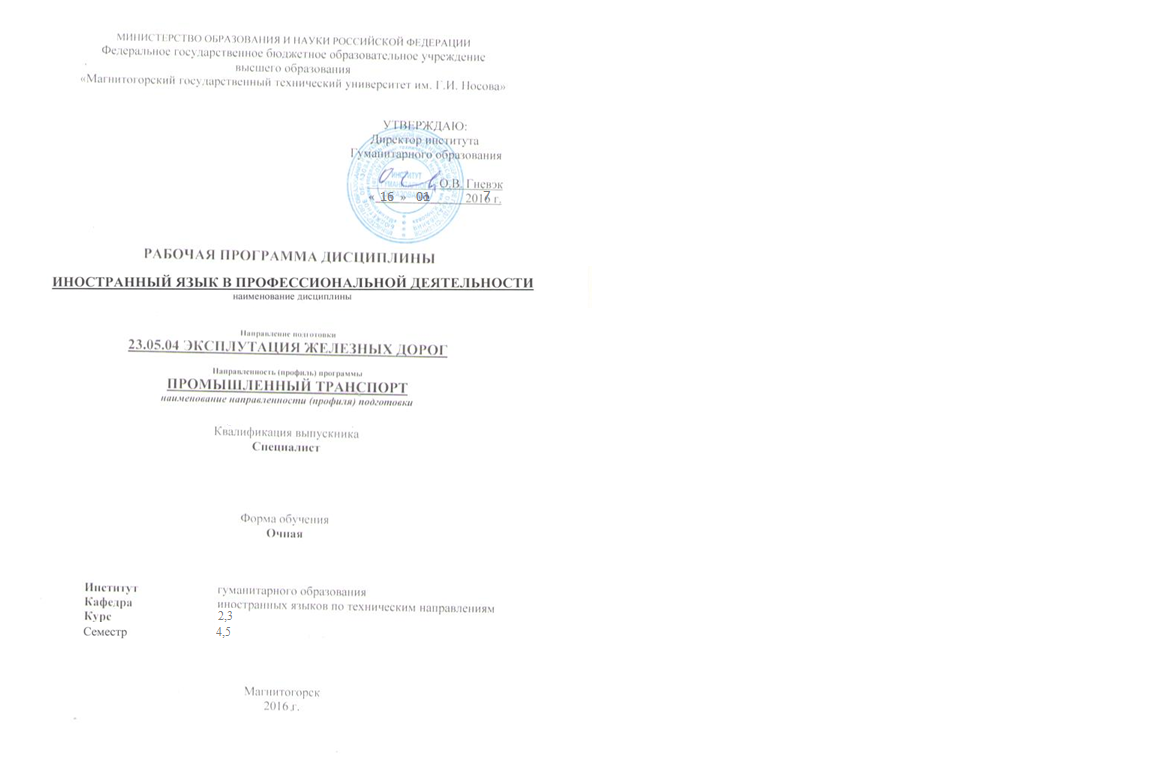 МИНИСТЕРСТВО ОБРАЗОВАНИЯ И НАУКИ РОССИЙСКОЙ ФЕДЕРАЦИИ
Федеральное государственное бюджетное образовательное учреждение
высшего образования
«Магнитогорский государственный технический университет им. Г.И. Носова»
УТВЕРЖДАЮ:
Директор института
Гуманитарного образования
ИНСТИТУТ
О.В. Гневэк
« 16 » 01 2016 г.
7
РАБОЧАЯ ПРОГРАММА ДИСЦИПЛИНЫ
ИНОСТРАННЫЙ ЯЗЫК В ПРОФЕССИОНАЛЬНОЙ ДЕЯТЕЛЬНОСТИ
наименование дисциплины
Направление подготовки
23.05.04 ЭКСПЛУТАЦИЯ ЖЕЛЕЗНЫХ ДОРОГ
Направленность (профиль) программы
ПРОМЫШЛЕННЫЙ ТРАНСПОРТ
наименование направленности (профиля) подготовки
Квалификация выпускника
Специалист
Форма обучения
Очная
Институт гуманитарного образования
Кафедра иностранных языков по техническим направлениям
Курс 2,3
Семестр 4,5
Магнитогорск
2016 г.